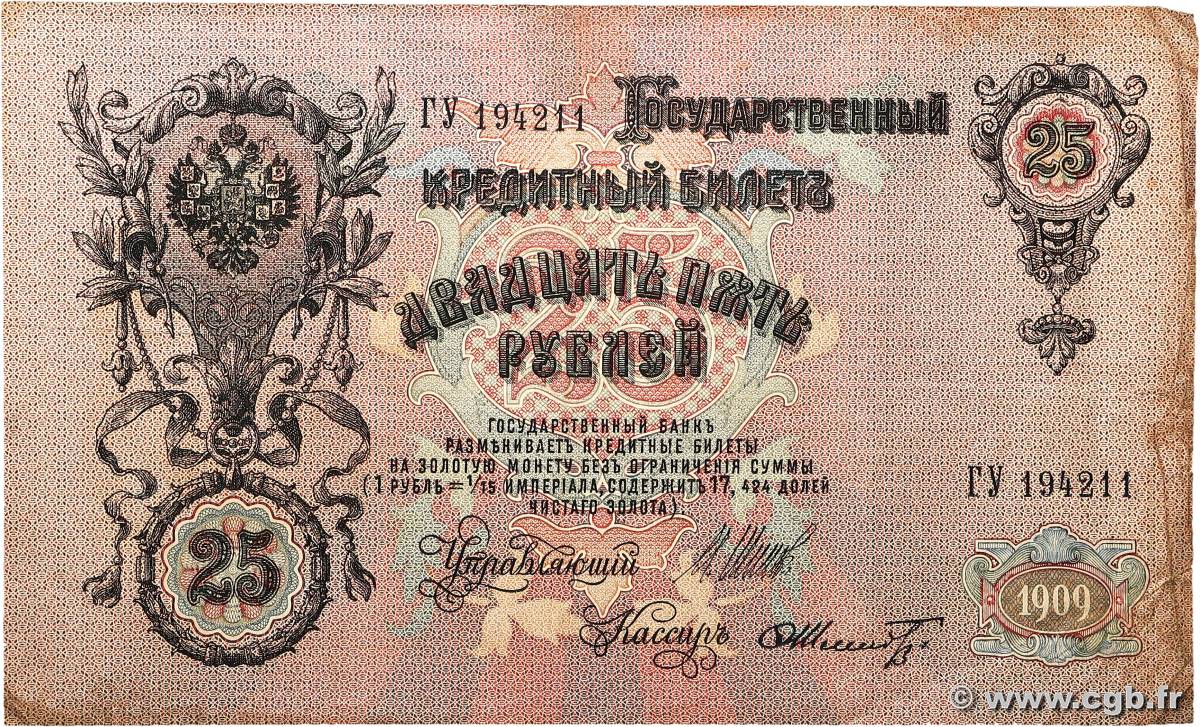 ГУ 194211
Государственный
25
Кредитный Билетъ
25
Двадцать Пять
Рублей
ГОСУДАРСТВЕННЫЙ БАНКЪ
РАЗМѢНИВАЕТЪ КРЕДИТНЫЕ БИЛЕТЫ
НА ЗОЛОТУЮ МОНЕТУ БЕЗЪ ОГРАНИЧЕНІЯ СУММЫ
(1 РУБЛЬ = 1/15 ИМПЕРІАЛА, СОДЕРЖИТЪ 17,424 ДОЛЕЙ
ЧИСТАГО ЗОЛОТА).
ГУ 194211
25
Управляющій
Кассиръ
1909
© www.cgb.fr